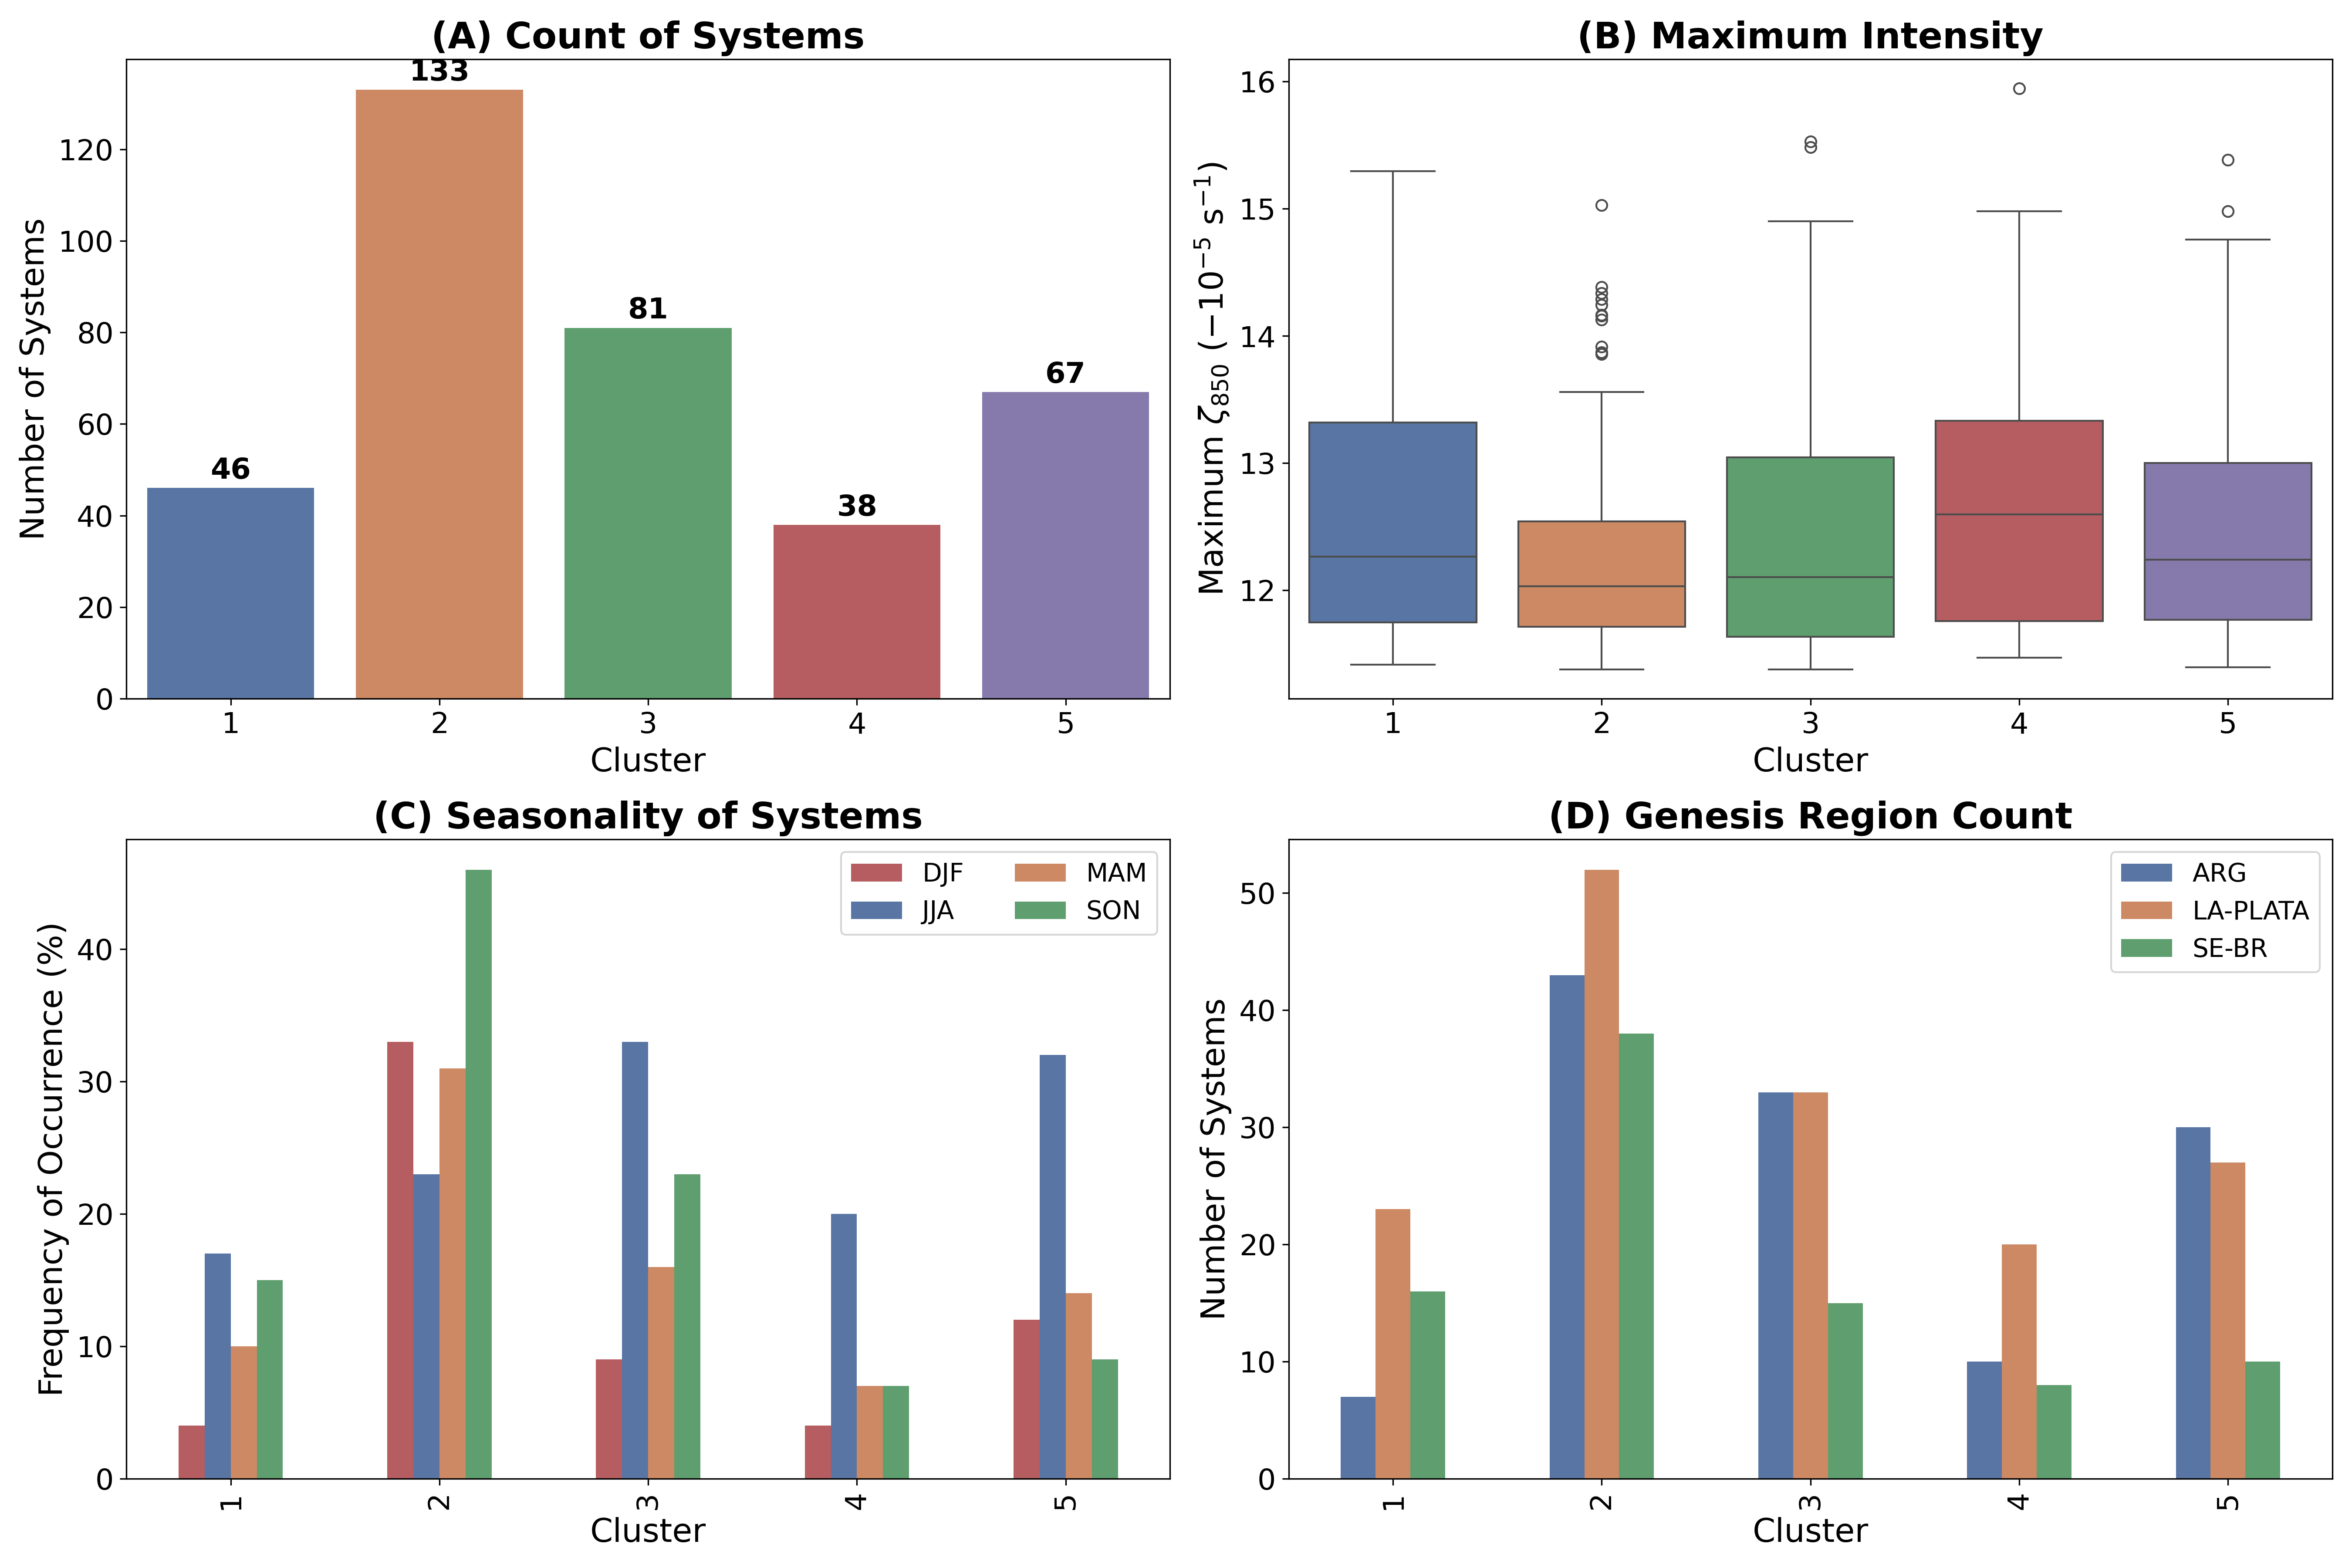 (A) Count of Systems
133
81
67
46
38
120
100
80
60
40
20
0
Number of Systems
1 2 3 4 5
Cluster
(B) Maximum Intensity
16
15
14
13
12
Maximum ζ₈₅₀ (−10⁻⁵ s⁻¹)
1 2 3 4 5
Cluster
(C) Seasonality of Systems
DJF MAM
JJA SON
40
30
20
10
0
Frequency of Occurrence (%)
1 2 3 4 5
Cluster
(D) Genesis Region Count
ARG
LA-PLATA
SE-BR
50
40
30
20
10
0
Number of Systems
1 2 3 4 5
Cluster